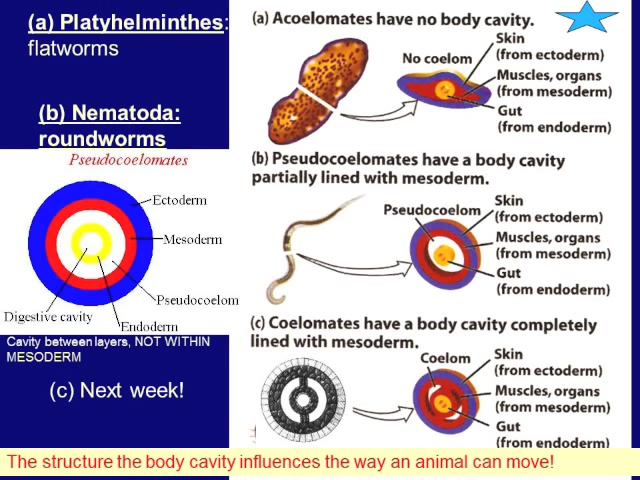 (a) Platyhelminthes:
flatworms
(b) Nematoda:
roundworms
Pseudocoelomates
Ectoderm
Mesoderm
Pseudocoelom
Digestive cavity
Endoderm
Cavity between layers, NOT WITHIN
MESODERM
(c) Next week!
(a) Acoelomates have no body cavity.
No coelom
Skin
(from ectoderm)
Muscles, organs
(from mesoderm)
Gut
(from endoderm)
(b) Pseudocoelomates have a body cavity
partially lined with mesoderm.
Pseudocoelom
Skin
(from ectoderm)
Muscles, organs
(from mesoderm)
Gut
(from endoderm)
(c) Coelomates have a body cavity completely
lined with mesoderm.
Coelom
Skin
(from ectoderm)
Muscles, organs
(from mesoderm)
Gut
(from endoderm)
The structure the body cavity influences the way an animal can move!